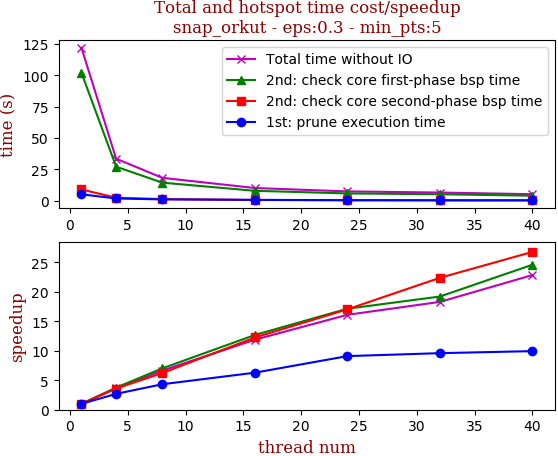 Total and hotspot time cost/speedup
snap_orkut - eps:0.3 - min_pts:5
time (s)
125
100
75
50
25
0
Total time without IO
2nd: check core first-phase bsp time
2nd: check core second-phase bsp time
1st: prune execution time
0 5 10 15 20 25 30 35 40
speedup
25
20
15
10
5
0
0 5 10 15 20 25 30 35 40
thread num